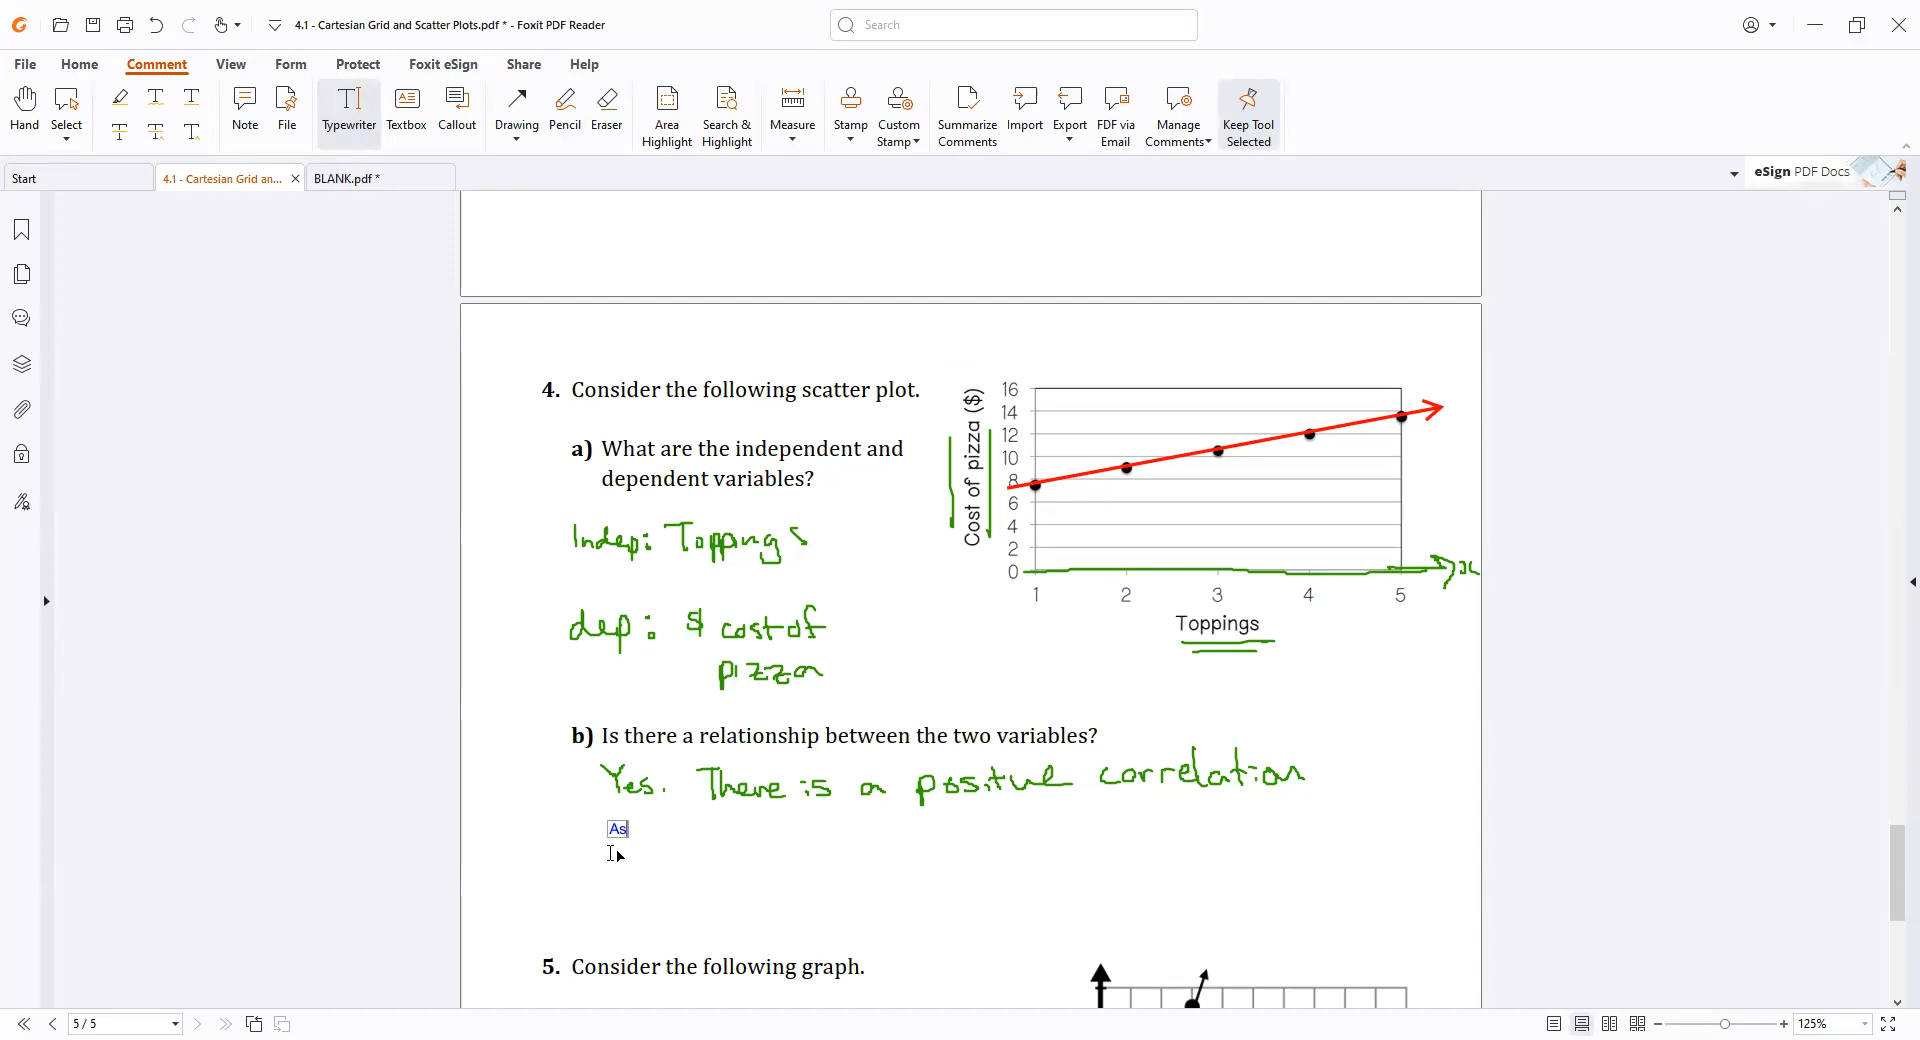 4.1 - Cartesian Grid and Scatter Plots.pdf * - Foxit PDF Reader
Search
File Home Comment View Form Protect Foxit eSign Share Help
Hand Select Note File Typewriter Textbox Callout Drawing Pencil Eraser Area Highlight Search & Highlight Measure Stamp Custom Stamp Summarize Comments Import Export FDF via Email Manage Comments Keep Tool Selected
Start 4.1 - Cartesian Grid an... BLANK.pdf *
eSign PDF Docs
4. Consider the following scatter plot.
a) What are the independent and
dependent variables?
Indep: Toppings
dep: $ cost of
pizza
Cost of pizza ($)
16
14
12
10
8
6
4
2
0
x
1 2 3 4 5
Toppings
b) Is there a relationship between the two variables?
Yes. There is a positive correlation
As
5. Consider the following graph.
5 / 5
125%